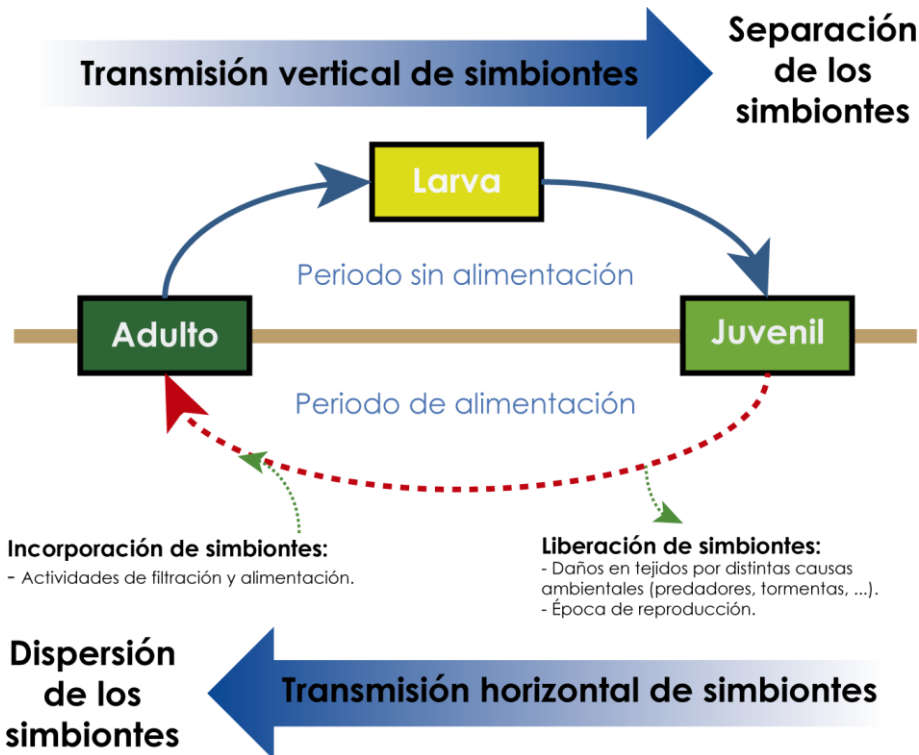 Transmisión vertical de simbiontes
Separación
de los
simbiontes
Larva
Periodo sin alimentación
Adulto
Juvenil
Periodo de alimentación
Incorporación de simbiontes:
- Actividades de filtración y alimentación.
Liberación de simbiontes:
- Daños en tejidos por distintas causas
ambientales (predadores, tormentas, ...).
- Época de reproducción.
Dispersión
de los
simbiontes
Transmisión horizontal de simbiontes